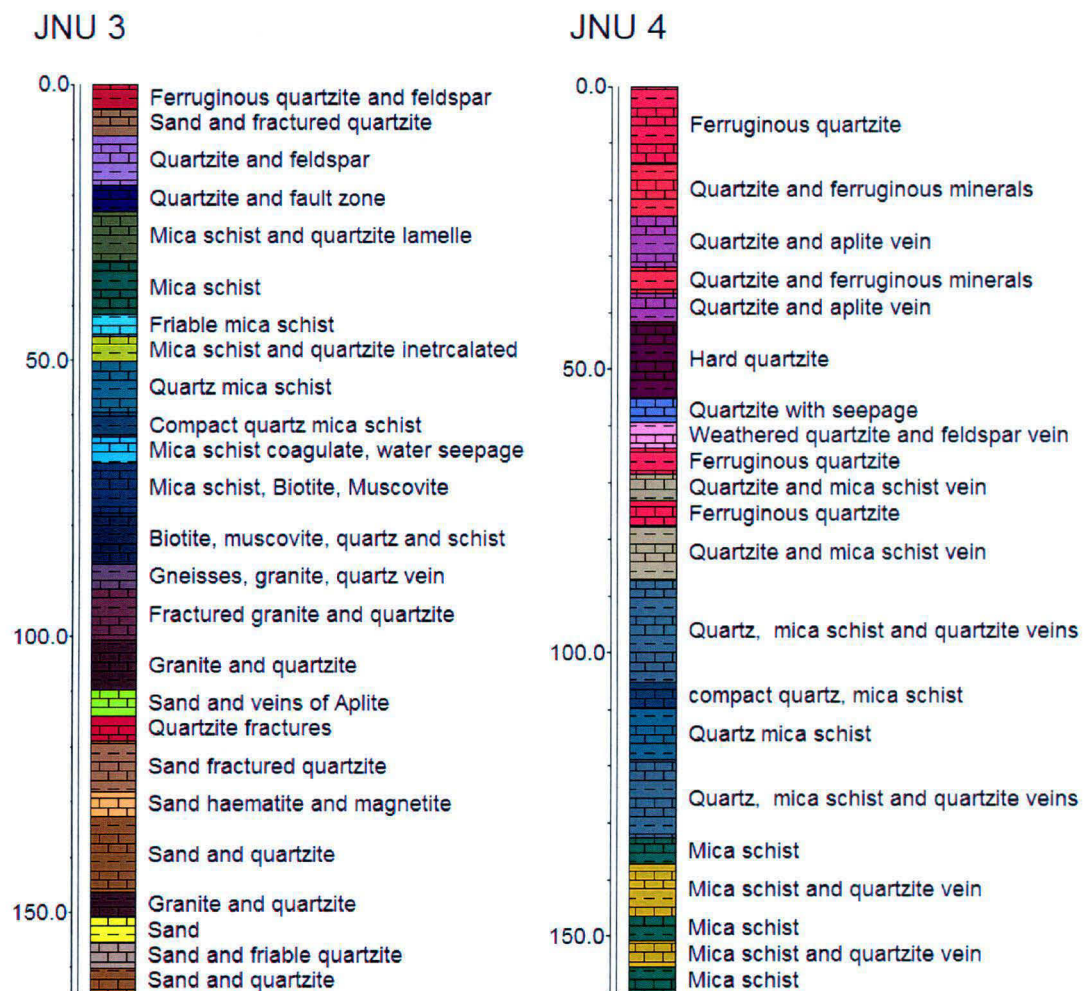 JNU 3
0.0
Ferruginous quartzite and feldspar
Sand and fractured quartzite
Quartzite and feldspar
Quartzite and fault zone
Mica schist and quartzite lamelle
Mica schist
Friable mica schist
Mica schist and quartzite inetrcalated
50.0
Quartz mica schist
Compact quartz mica schist
Mica schist coagulate, water seepage
Mica schist, Biotite, Muscovite
Biotite, muscovite, quartz and schist
Gneisses, granite, quartz vein
Fractured granite and quartzite
100.0
Granite and quartzite
Sand and veins of Aplite
Quartzite fractures
Sand fractured quartzite
Sand haematite and magnetite
Sand and quartzite
Granite and quartzite
150.0
Sand
Sand and friable quartzite
Sand and quartzite
JNU 4
0.0
Ferruginous quartzite
Quartzite and ferruginous minerals
Quartzite and aplite vein
Quartzite and ferruginous minerals
Quartzite and aplite vein
Hard quartzite
50.0
Quartzite with seepage
Weathered quartzite and feldspar vein
Ferruginous quartzite
Quartzite and mica schist vein
Ferruginous quartzite
Quartzite and mica schist vein
Quartz, mica schist and quartzite veins
100.0
compact quartz, mica schist
Quartz mica schist
Quartz, mica schist and quartzite veins
Mica schist
Mica schist and quartzite vein
Mica schist
150.0
Mica schist and quartzite vein
Mica schist